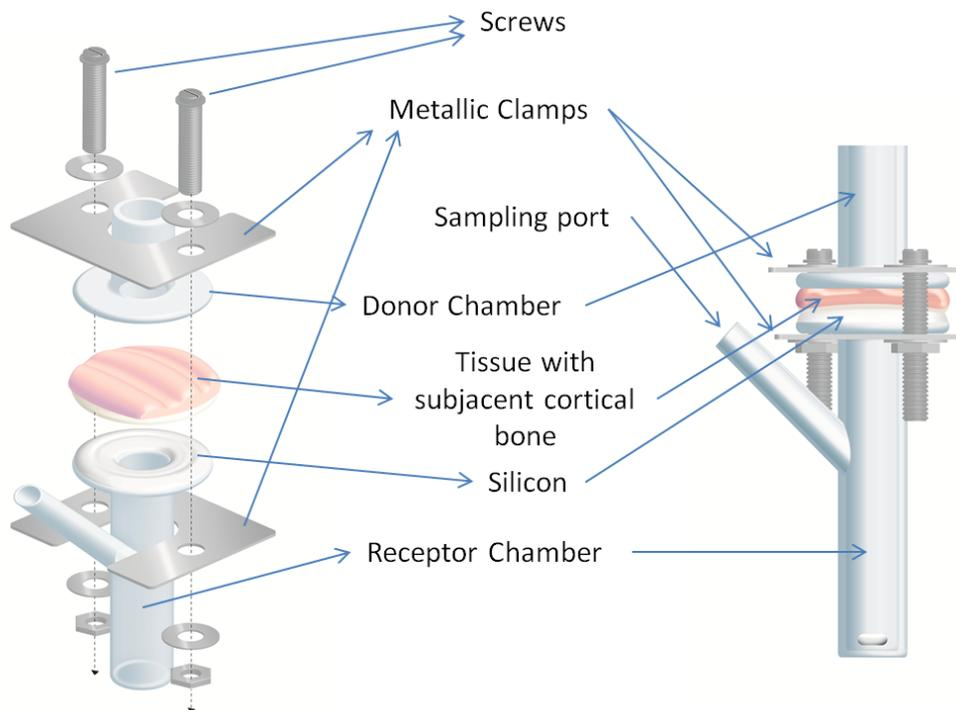 Screws
Metallic Clamps
Sampling port
Donor Chamber
Tissue with
subjacent cortical
bone
Silicon
Receptor Chamber